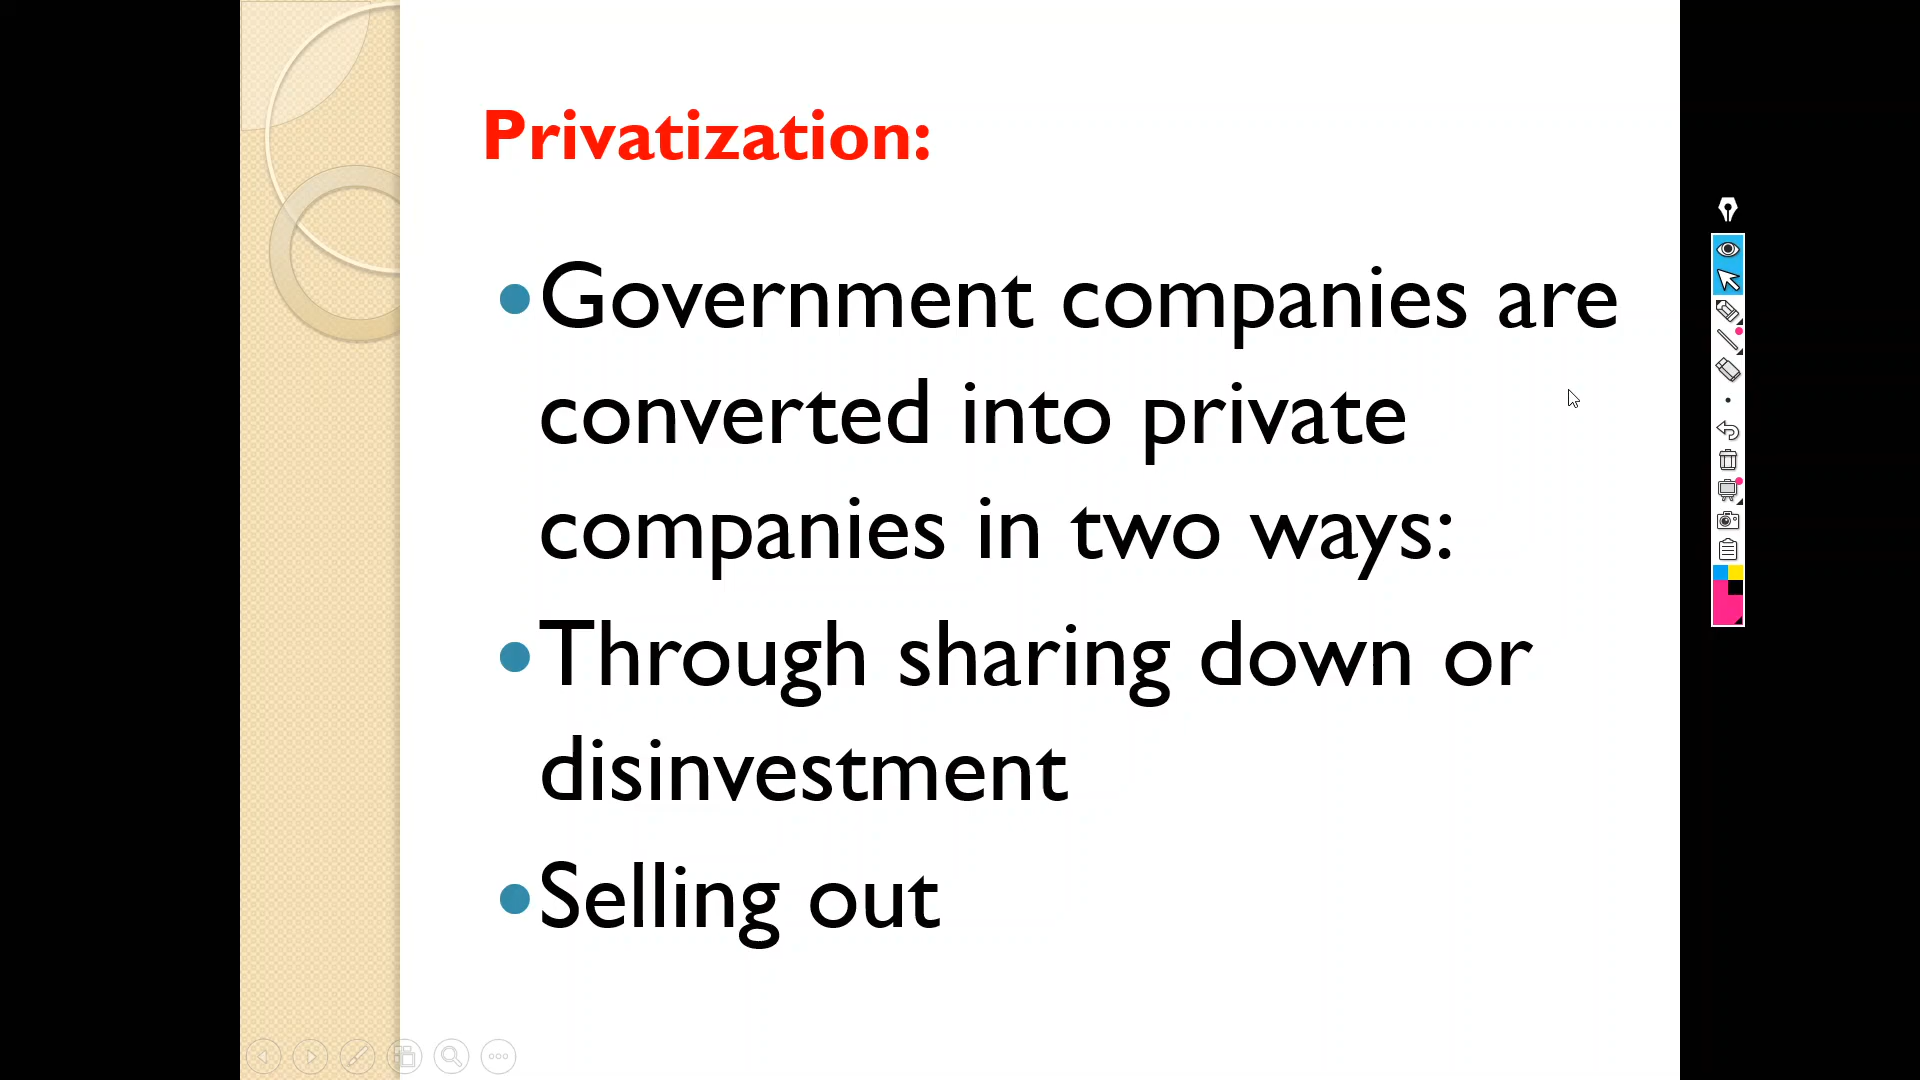 Privatization:
•Government companies are
converted into private
companies in two ways:
•Through sharing down or
disinvestment
•Selling out